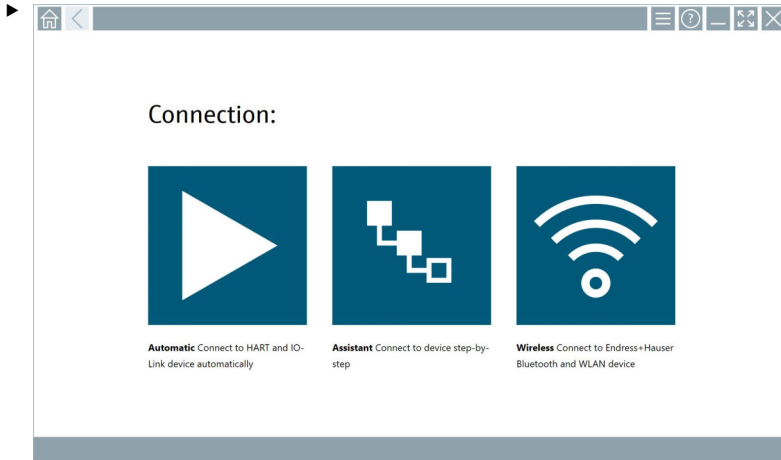 Connection:
Automatic Connect to HART and IO-
Link device automatically
Assistant Connect to device step-by-
step
Wireless Connect to Endress+Hauser
Bluetooth and WLAN device